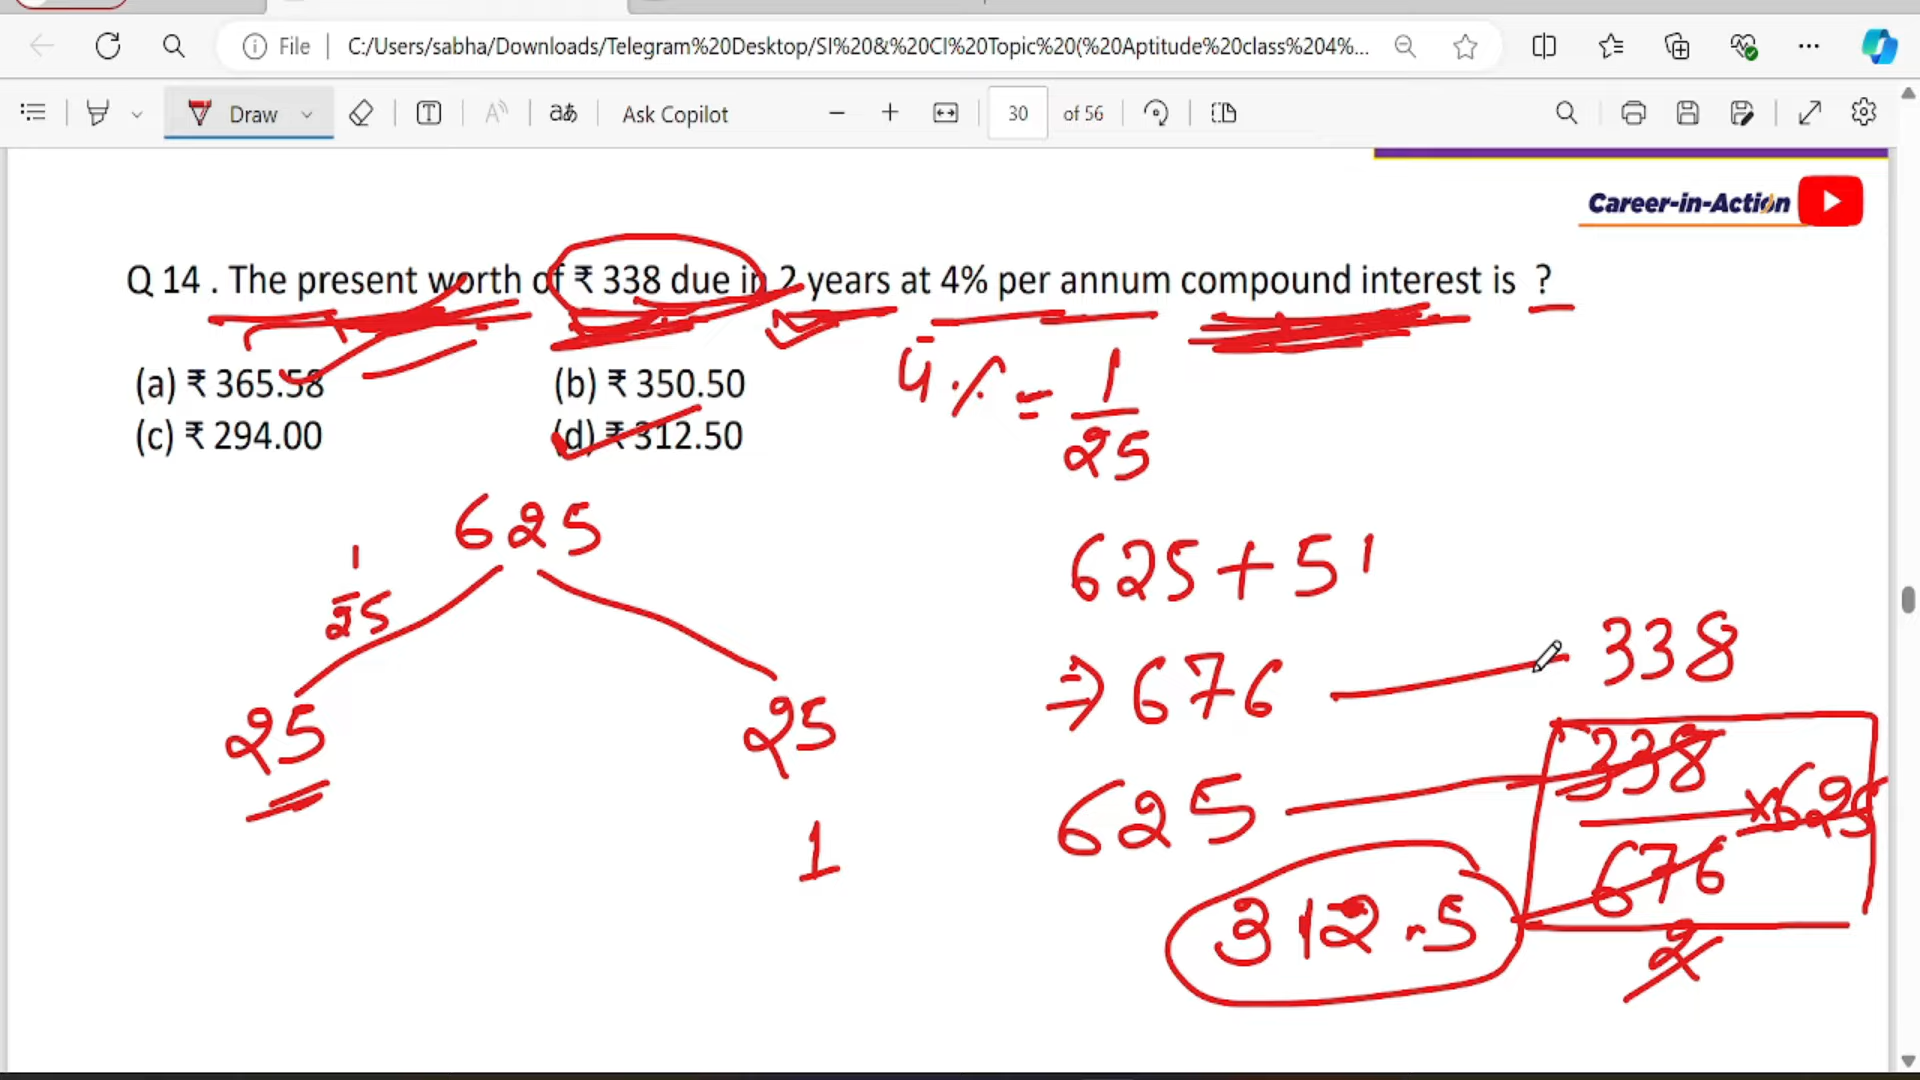 File
C:/Users/sabha/Downloads/Telegram%20Desktop/SI%20&%20CI%20Topic%20(%20Aptitude%20class%204%...
Draw
aあ
Ask Copilot
30 of 56
Career-in-Action
Q 14 . The present worth of ₹ 338 due in 2 years at 4% per annum compound interest is ?
(a) ₹ 365.58 (b) ₹ 350.50
(c) ₹ 294.00 (d) ₹ 312.50
4% = 1/25
625
1/25
25 25
1
625+51
⇒ 676 — 338
625 — 338/676 ×625
2
312.5